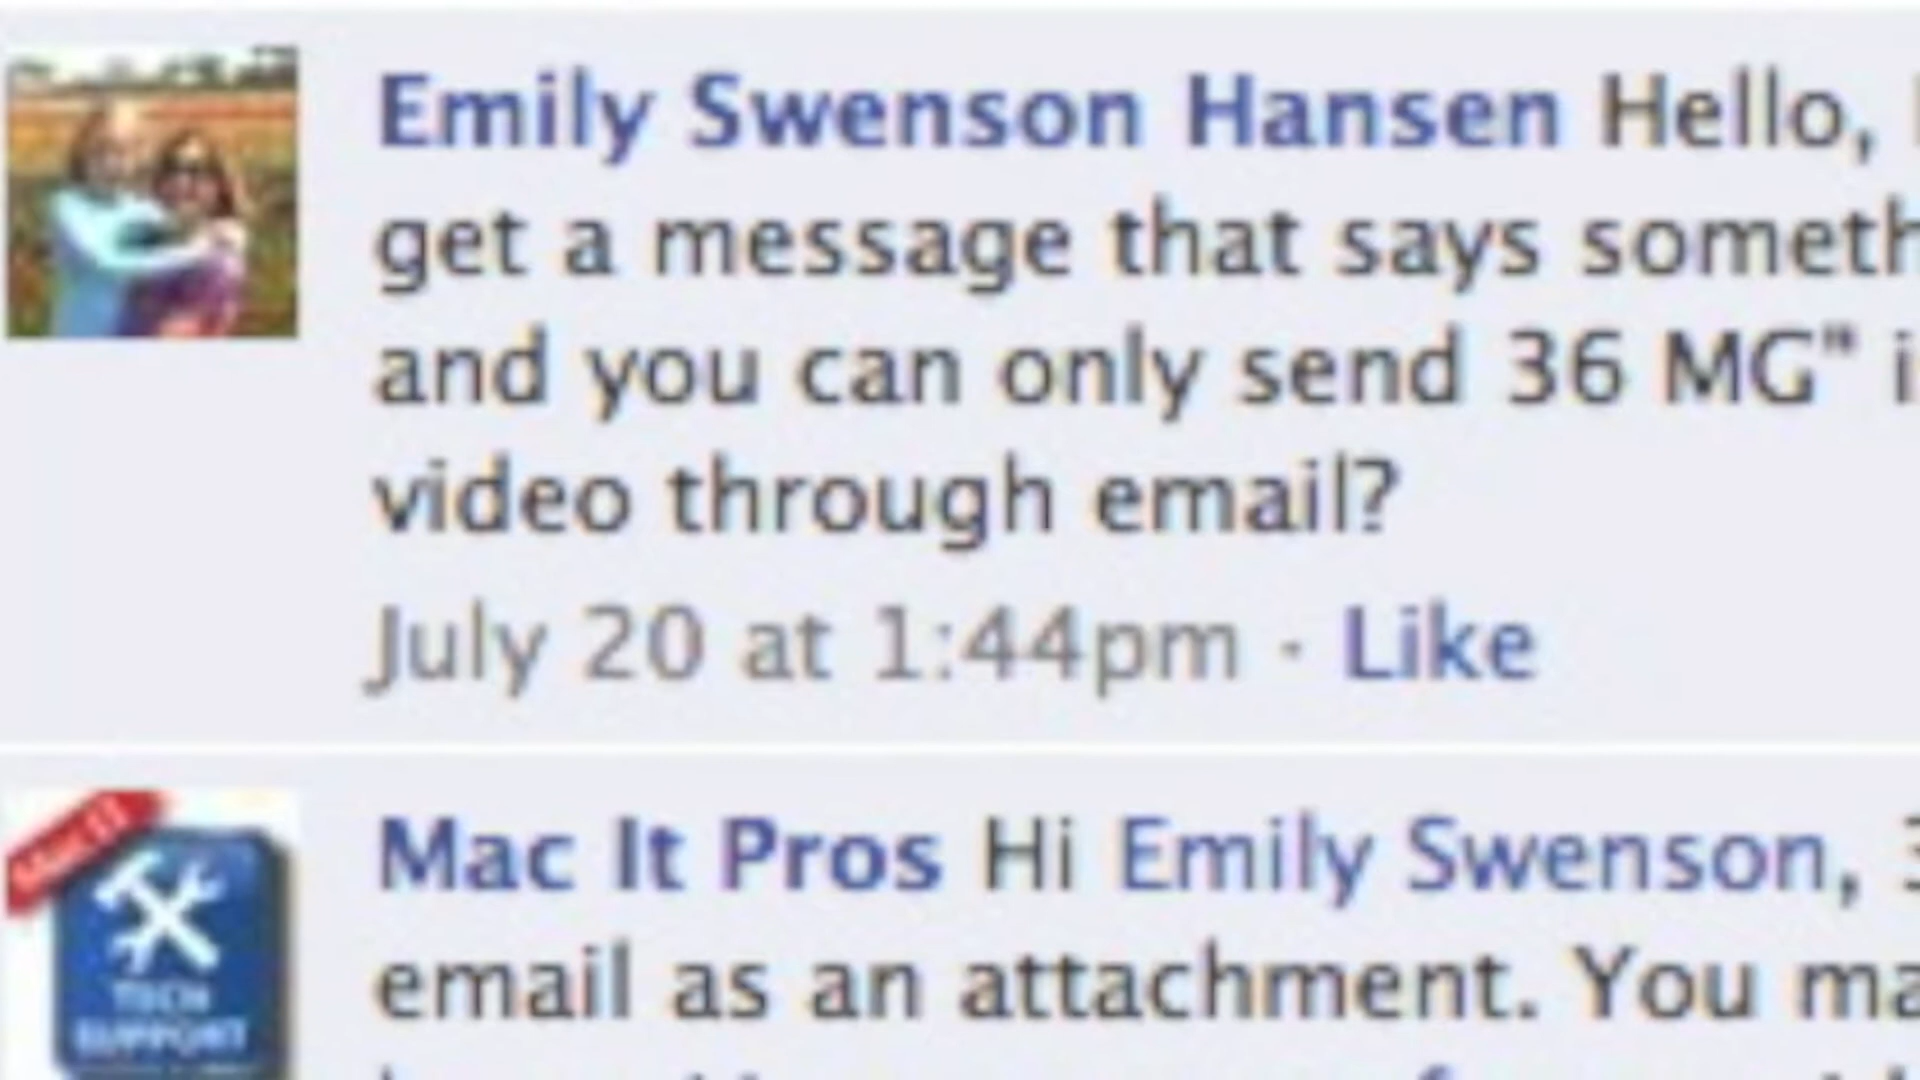 Emily Swenson Hansen Hello,
get a message that says someth
and you can only send 36 MG" i
video through email?
July 20 at 1:44pm · Like
Mac It Pros Hi Emily Swenson, 3
email as an attachment. You ma
TECH
SUPPORT